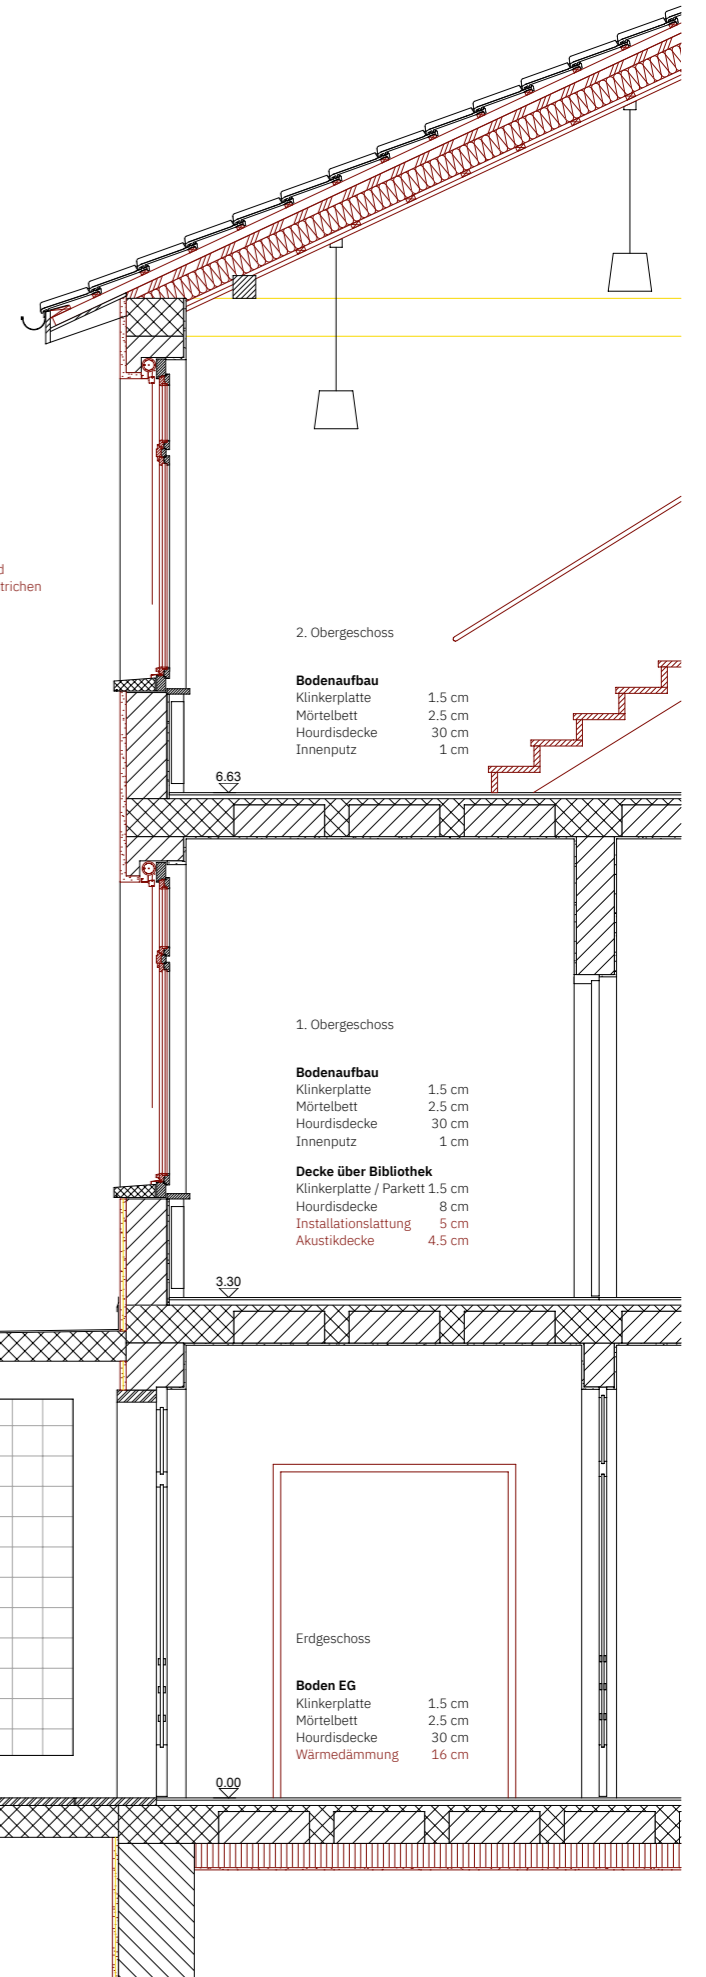 d
trichen
2. Obergeschoss
Bodenaufbau
Klinkerplatte 1.5 cm
Mörtelbett 2.5 cm
Hourdisdecke 30 cm
Innenputz 1 cm
6.63
1. Obergeschoss
Bodenaufbau
Klinkerplatte 1.5 cm
Mörtelbett 2.5 cm
Hourdisdecke 30 cm
Innenputz 1 cm
Decke über Bibliothek
Klinkerplatte / Parkett 1.5 cm
Hourdisdecke 8 cm
Installationslattung 5 cm
Akustikdecke 4.5 cm
3.30
Erdgeschoss
Boden EG
Klinkerplatte 1.5 cm
Mörtelbett 2.5 cm
Hourdisdecke 30 cm
Wärmedämmung 16 cm
0.00